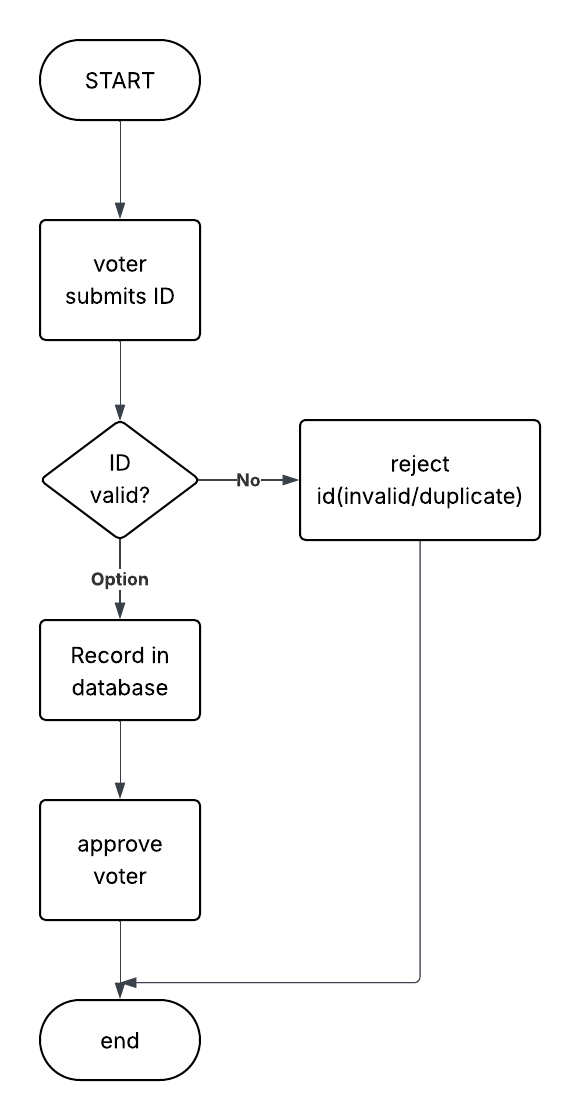 START
voter
submits ID
ID
valid?
No
reject
id(invalid/duplicate)
Option
Record in
database
approve
voter
end